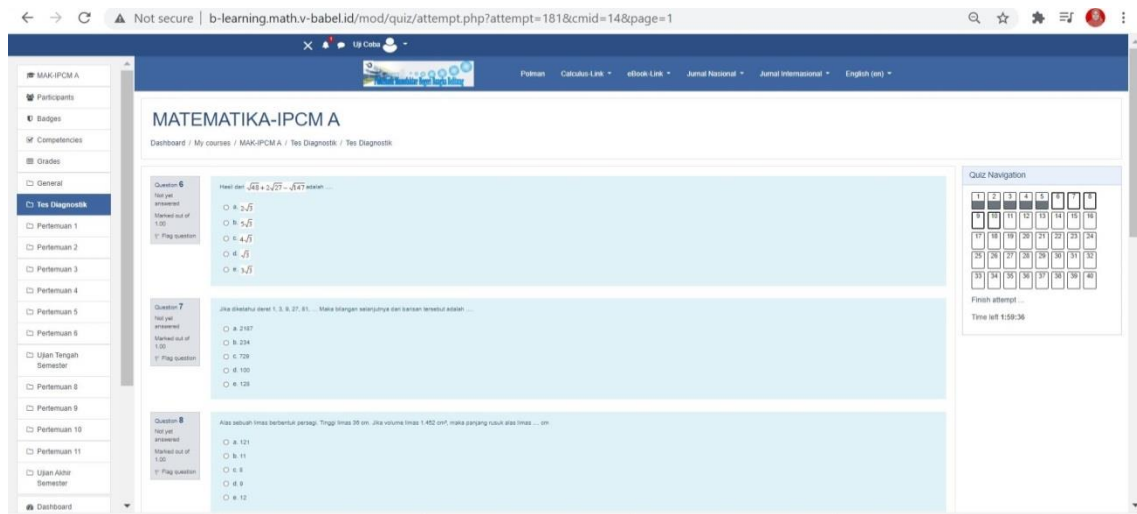 Not secure | b-learning.math.v-babel.id/mod/quiz/attempt.php?attempt=181&cmid=14&page=1
Uji Coba
Polman Calculus-Link eBook-Link Jurnal Nasional Jurnal Internasional English (en)
MAK-IPCM A
Participants
Badges
Competencies
Grades
General
Tes Diagnostik
Pertemuan 1
Pertemuan 2
Pertemuan 3
Pertemuan 4
Pertemuan 5
Pertemuan 6
Ujian Tengah
Semester
Pertemuan 8
Pertemuan 9
Pertemuan 10
Pertemuan 11
Ujian Akhir
Semester
Dashboard
MATEMATIKA-IPCM A
Dashboard / My courses / MAK-IPCM A / Tes Diagnostik / Tes Diagnostik
Question 6
Not yet
answered
Marked out of
1.00
Flag question
Hasil dari √48 + 2√27 − √147 adalah ....
a. 2√3
b. 5√3
c. 4√3
d. √3
e. 3√3
Question 7
Not yet
answered
Marked out of
1.00
Flag question
Jika diketahui deret 1, 3, 9, 27, 81, ... Maka bilangan selanjutnya dari barisan tersebut adalah ....
a. 2187
b. 234
c. 729
d. 100
e. 128
Question 8
Not yet
answered
Marked out of
1.00
Flag question
Alas sebuah limas berbentuk persegi. Tinggi limas 36 cm. Jika volume limas 1.452 cm³, maka panjang rusuk alas limas ... cm
a. 121
b. 11
c. 8
d. 9
e. 12
Quiz Navigation
1 2 3 4 5 6 7 8
9 10 11 12 13 14 15 16
17 18 19 20 21 22 23 24
25 26 27 28 29 30 31 32
33 34 35 36 37 38 39 40
Finish attempt ...
Time left 1:59:36